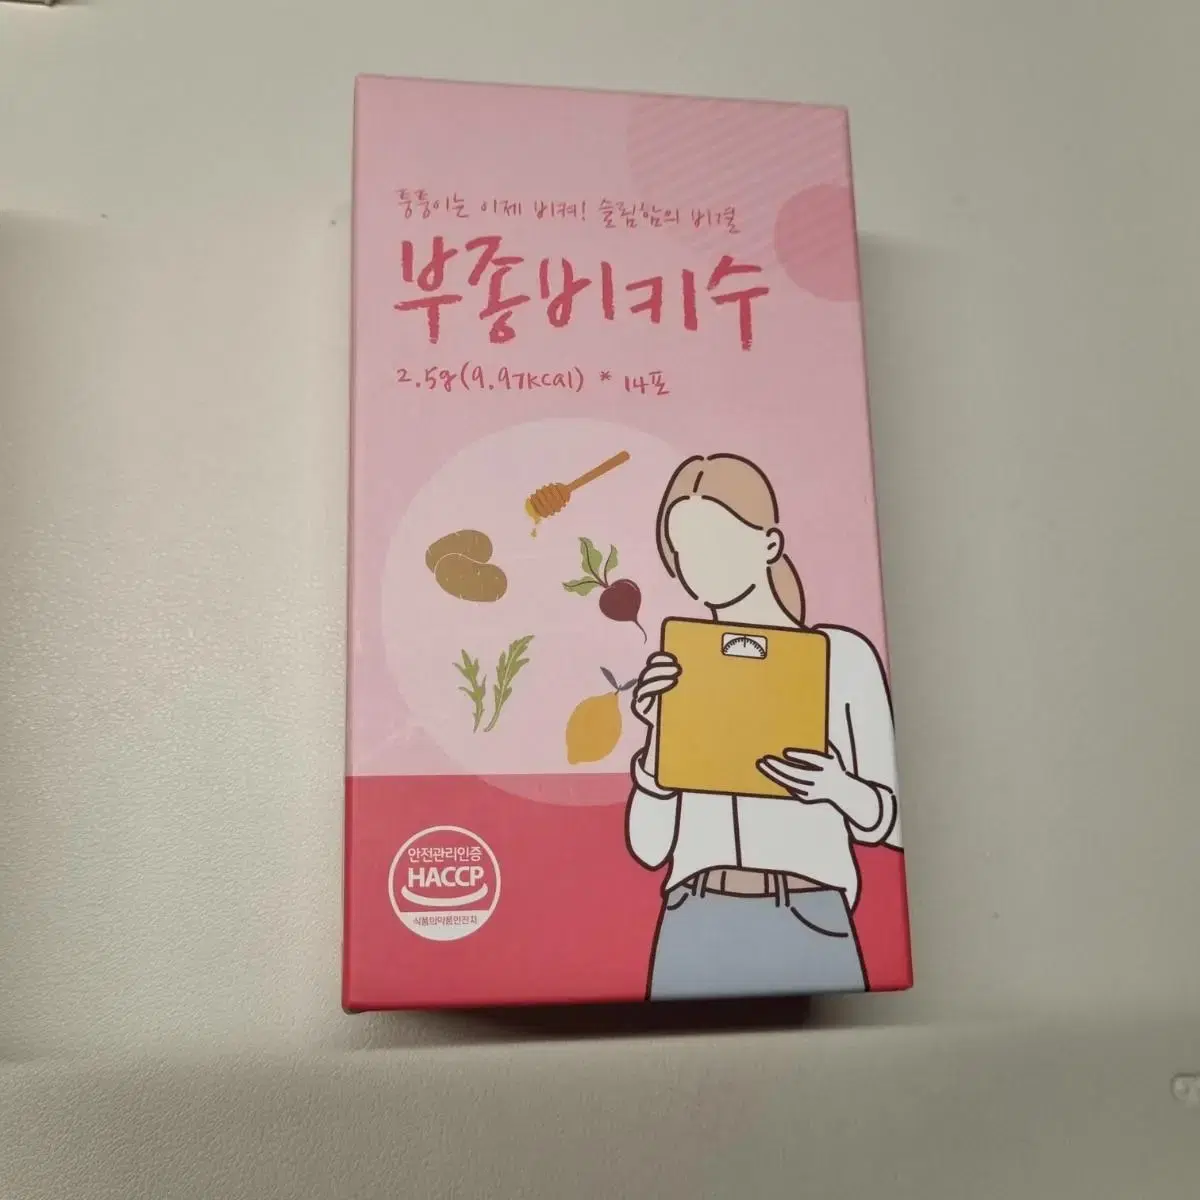 퉁퉁이는 이제 비켜! 슬림함의 비결
부종비키수
2.5g(9.97kcal) * 14포
안전관리인증
HACCP
식품의약품안전처